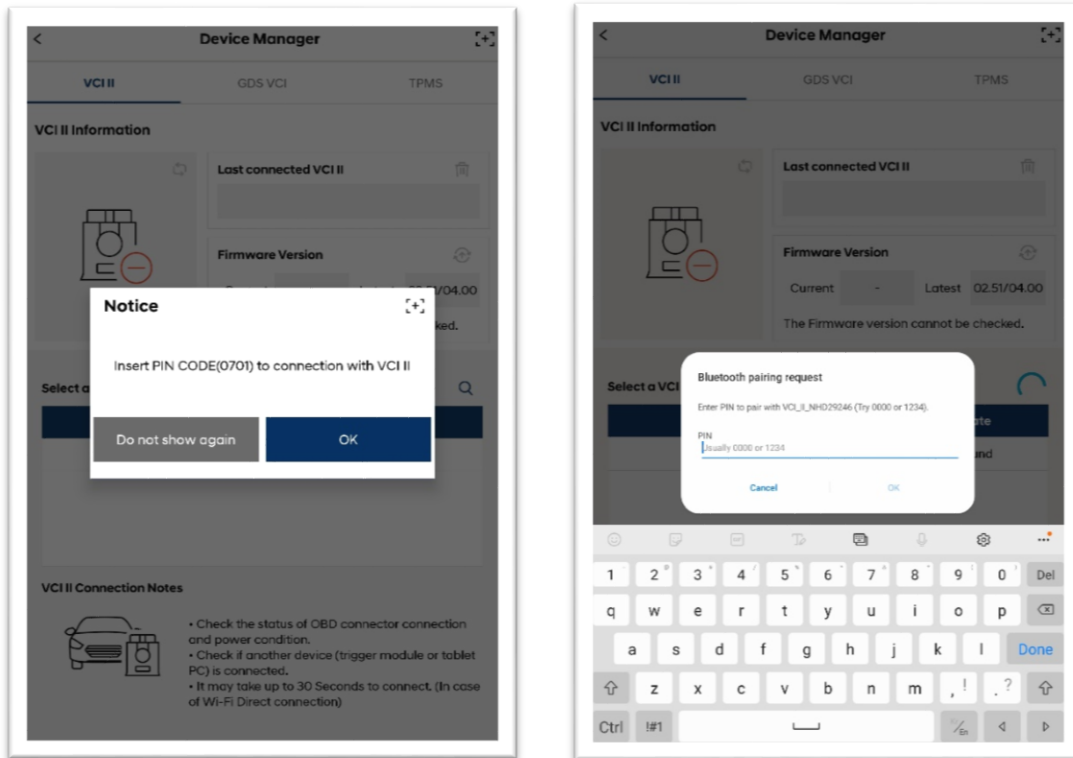 Device Manager
VCI II
GDS VCI
TPMS
VCI II Information
Last connected VCI II
Firmware Version
02.51/04.00
Notice
Insert PIN CODE(0701) to connection with VCI II
Select a
Do not show again
OK
VCI II Connection Notes
• Check the status of OBD connector connection
and power condition.
• Check if another device (trigger module or tablet
PC) is connected.
• It may take up to 30 Seconds to connect. (In case
of Wi-Fi Direct connection)
Device Manager
VCI II
GDS VCI
TPMS
VCI II Information
Last connected VCI II
Firmware Version
Current - Latest 02.51/04.00
The Firmware version cannot be checked.
Select a VCI
Bluetooth pairing request
Enter PIN to pair with VCI_II_NHD29246 (Try 0000 or 1234).
PIN
Usually 0000 or 1234
Cancel
OK
1 2 3 4 5 6 7 8 9 0 Del
q w e r t y u i o p
a s d f g h j k l Done
z x c v b n m , ! . ?
Ctrl !#1 En